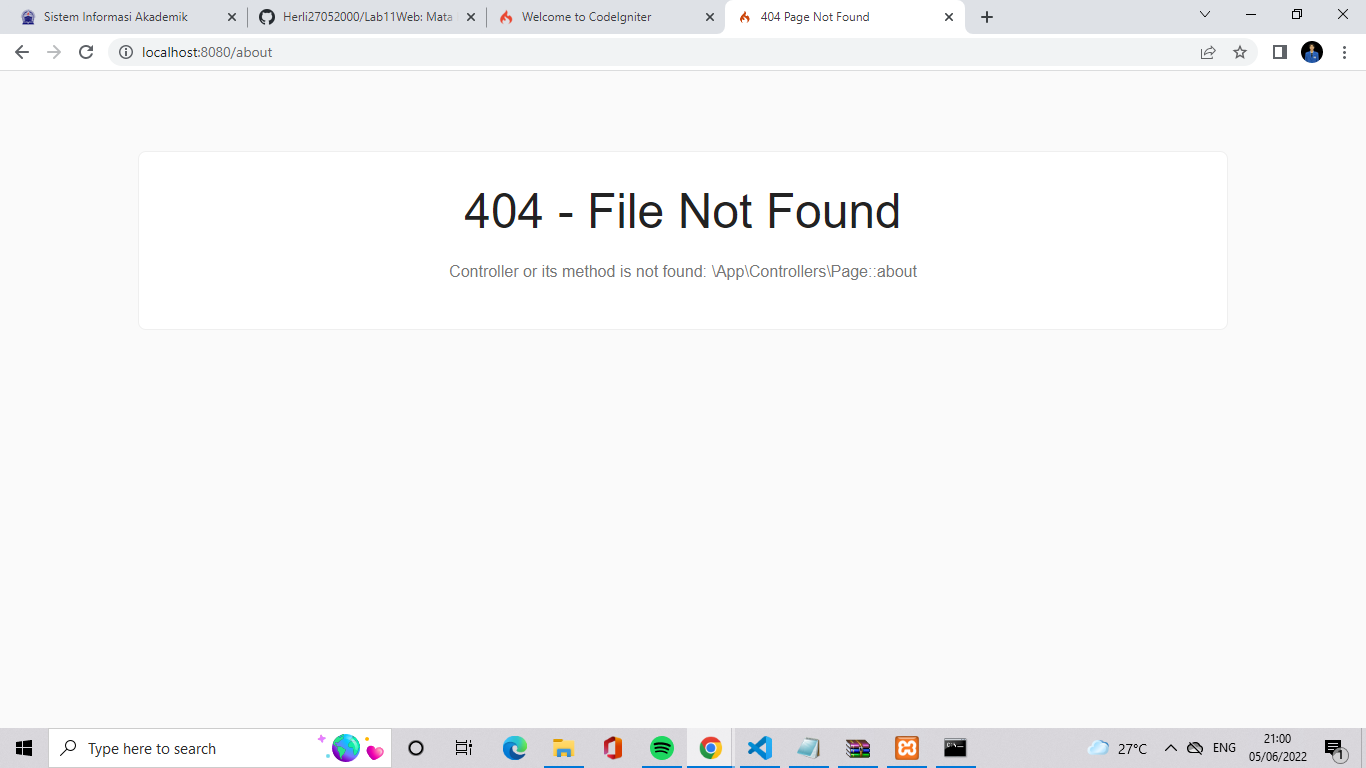 Sistem Informasi Akademik
Herli27052000/Lab11Web: Mata
Welcome to CodeIgniter
404 Page Not Found
localhost:8080/about
404 - File Not Found
Controller or its method is not found: \App\Controllers\Page::about
Type here to search
27°C
ENG
21:00
05/06/2022
1